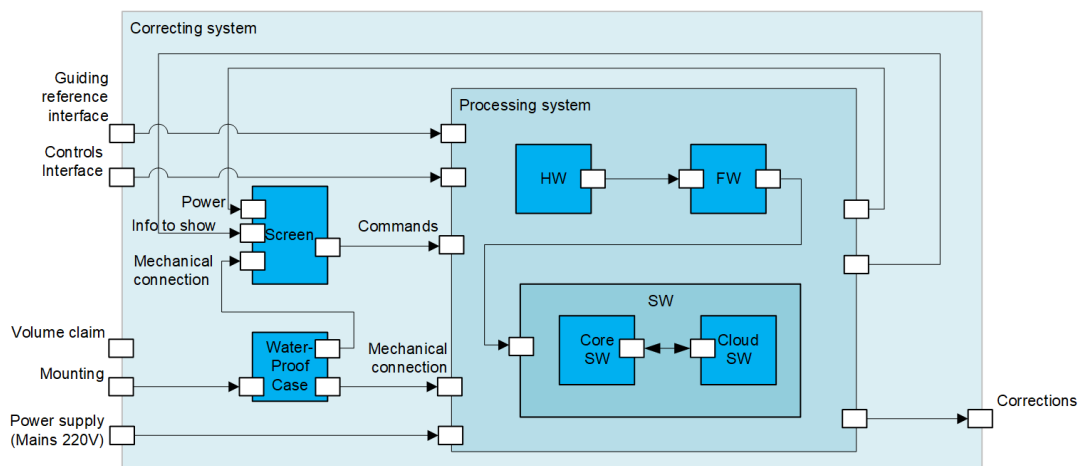 Correcting system
Guiding
reference
interface
Processing system
Controls
Interface
HW
FW
Power
Info to show
Screen
Commands
Mechanical
connection
SW
Volume claim
Water-
Proof
Case
Mechanical
connection
Core
SW
Cloud
SW
Mounting
Corrections
Power supply
(Mains 220V)